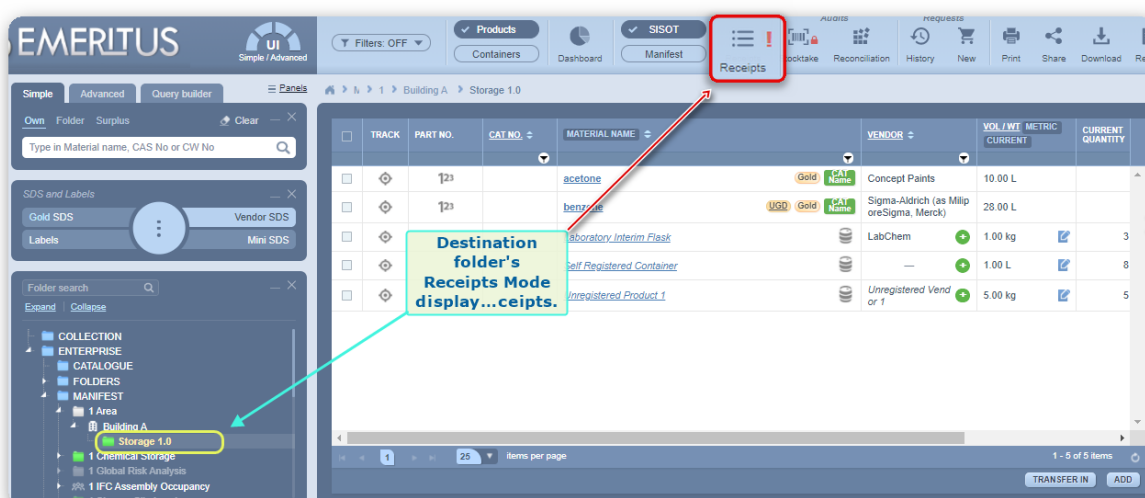 EMERITUS
UI
Simple / Advanced
Filters: OFF
Products
Containers
Dashboard
SISOT
Manifest
Receipts
Audits
Reconciliation
Requests
History
New
Print
Share
Download
Simple
Advanced
Query builder
Panels
Own Folder Surplus
Clear
Type in Material name, CAS No or CW No
SDS and Labels
Gold SDS
Vendor SDS
Labels
Mini SDS
Folder search
Expand Collapse
COLLECTION
ENTERPRISE
CATALOGUE
FOLDERS
MANIFEST
1 Area
Building A
Storage 1.0
1 Chemical Storage
1 Global Risk Analysis
1 IFC Assembly Occupancy
1 Building A Storage 1.0
TRACK PART NO. CAT NO. MATERIAL NAME VENDOR VOL / WT METRIC CURRENT
CURRENT QUANTITY
123 acetone Gold CAT Name Concept Paints 10.00 L
123 benzene UGD Gold CAT Name Sigma-Aldrich (as Milip
oreSigma, Merck) 28.00 L
Laboratory Interim Flask LabChem 1.00 kg 3
Self Registered Container — 1.00 L 8
Unregistered Product 1 Unregistered Vend
or 1 5.00 kg 5
Destination
folder's
Receipts Mode
display...ceipts.
1 25 items per page 1 - 5 of 5 items
TRANSFER IN ADD